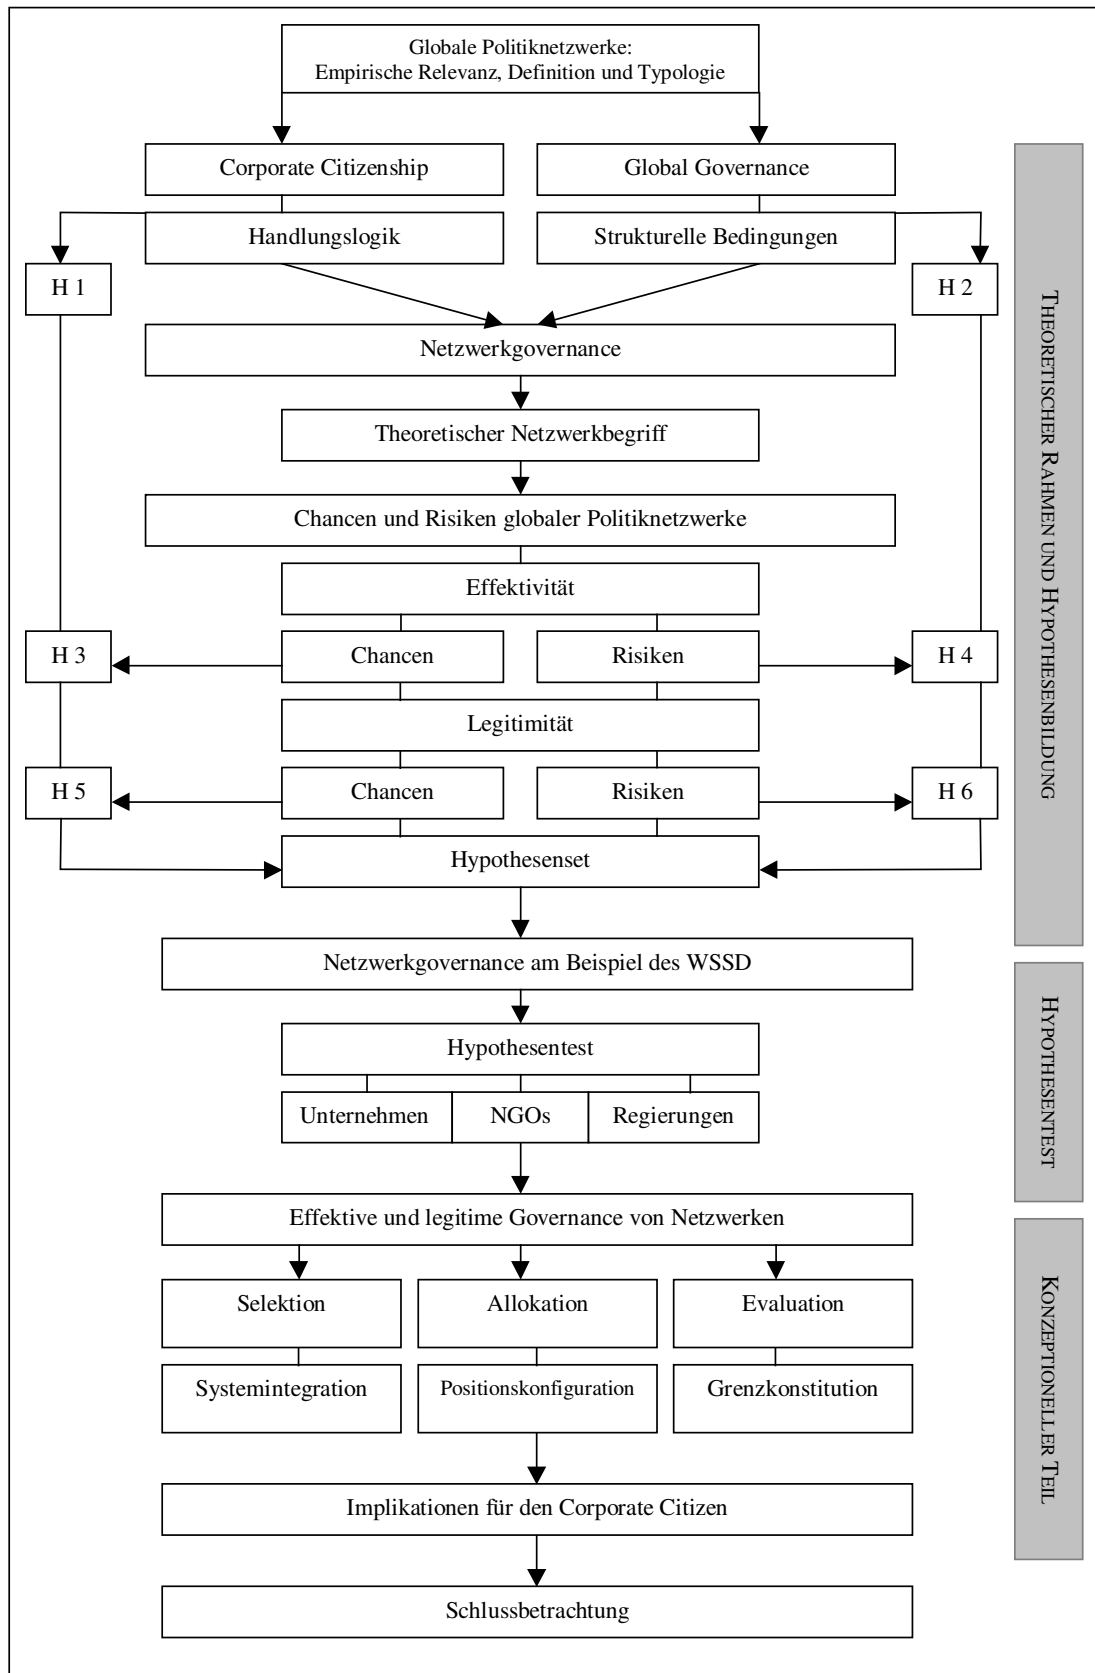 Globale Politiknetzwerke:
Empirische Relevanz, Definition und Typologie
Corporate Citizenship
Global Governance
Handlungslogik
Strukturelle Bedingungen
H 1
H 2
Netzwerkgovernance
Theoretischer Netzwerkbegriff
Chancen und Risiken globaler Politiknetzwerke
Effektivität
H 3
Chancen
Risiken
H 4
Legitimität
H 5
Chancen
Risiken
H 6
Hypothesenset
THEORETISCHER RAHMEN UND HYPOTHESENBILDUNG
Netzwerkgovernance am Beispiel des WSSD
Hypothesentest
Unternehmen
NGOs
Regierungen
HYPOTHESENTEST
Effektive und legitime Governance von Netzwerken
Selektion
Allokation
Evaluation
Systemintegration
Positionskonfiguration
Grenzkonstitution
Implikationen für den Corporate Citizen
KONZEPTIONELLER TEIL
Schlussbetrachtung